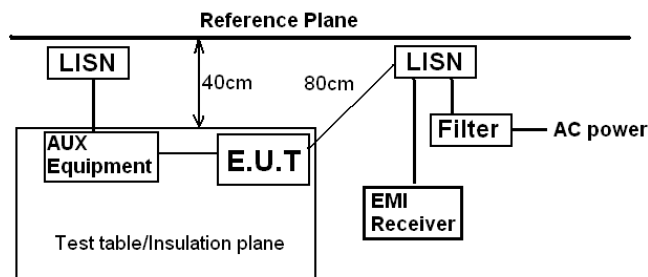 Reference Plane
LISN
40cm
80cm
LISN
AUX
Equipment
E.U.T
Filter
AC power
EMI
Receiver
Test table/Insulation plane